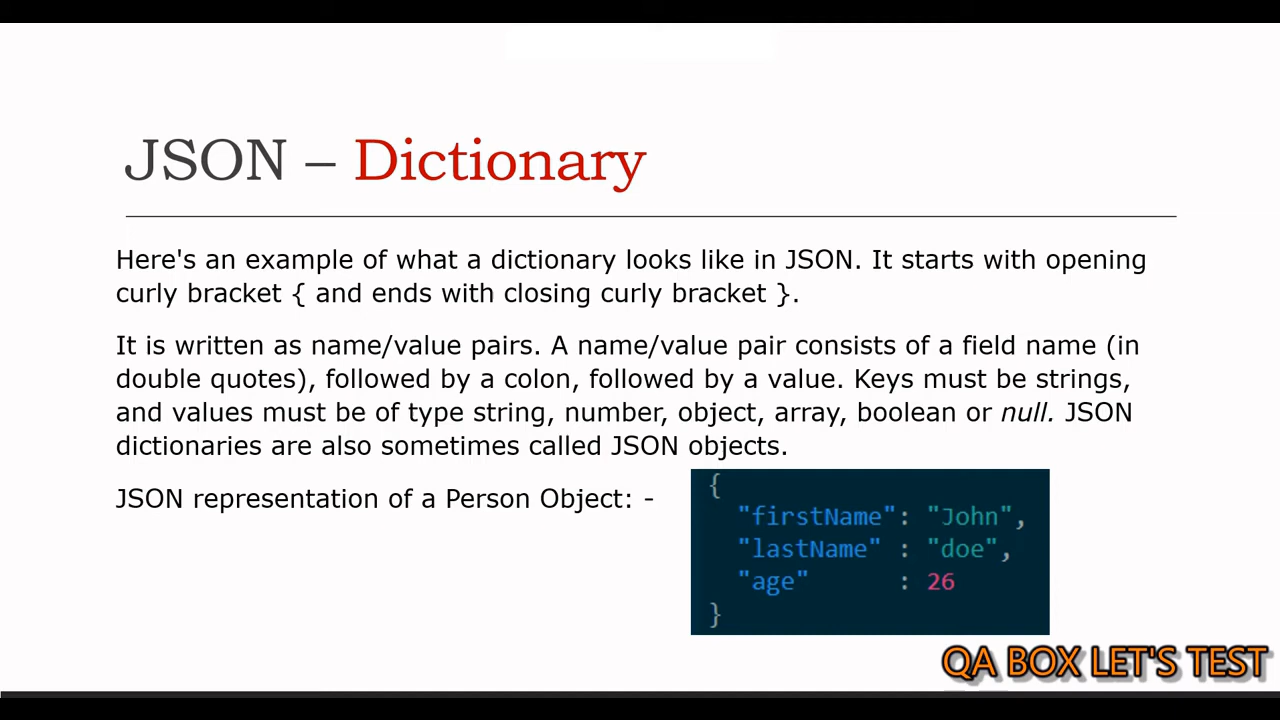 JSON – Dictionary
Here's an example of what a dictionary looks like in JSON. It starts with opening
curly bracket { and ends with closing curly bracket }.
It is written as name/value pairs. A name/value pair consists of a field name (in
double quotes), followed by a colon, followed by a value. Keys must be strings,
and values must be of type string, number, object, array, boolean or null. JSON
dictionaries are also sometimes called JSON objects.
JSON representation of a Person Object: -
{
"firstName": "John",
"lastName" : "doe",
"age" : 26
}
QA BOX LET'S TEST